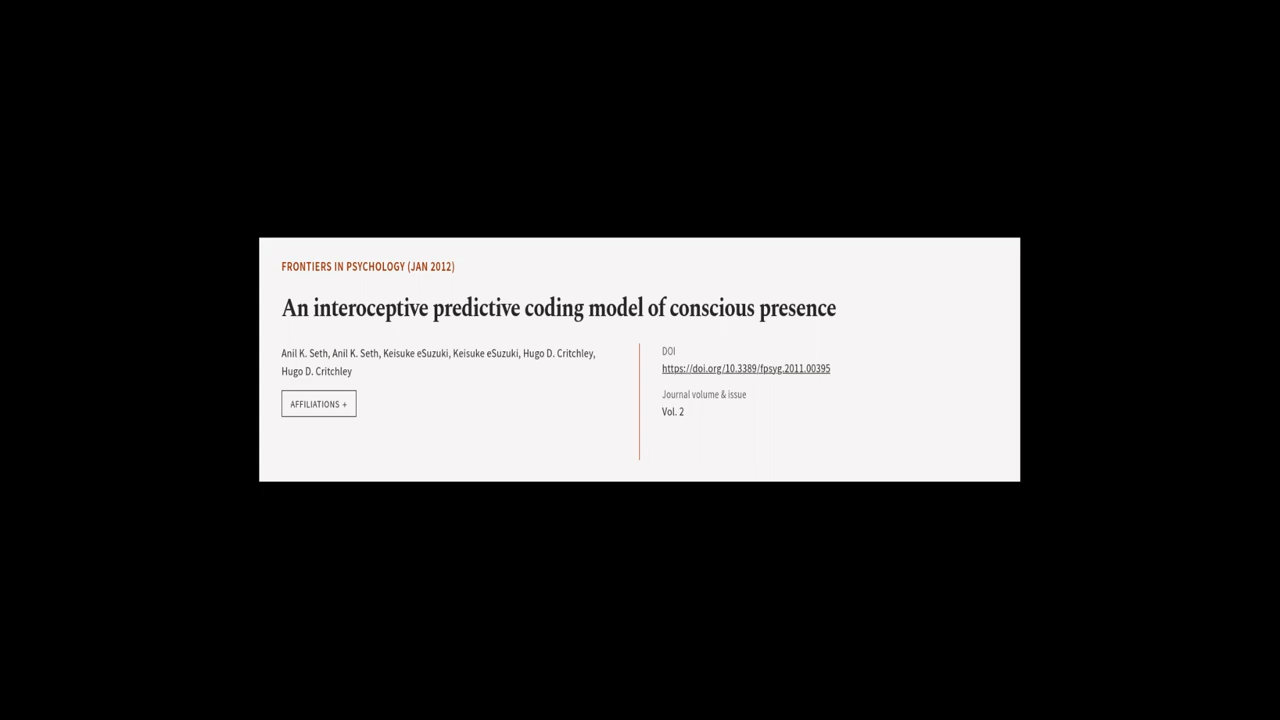 FRONTIERS IN PSYCHOLOGY (JAN 2012)
An interoceptive predictive coding model of conscious presence
Anil K. Seth, Anil K. Seth, Keisuke eSuzuki, Keisuke eSuzuki, Hugo D. Critchley,
Hugo D. Critchley
AFFILIATIONS +
DOI
https://doi.org/10.3389/fpsyg.2011.00395
Journal volume & issue
Vol. 2